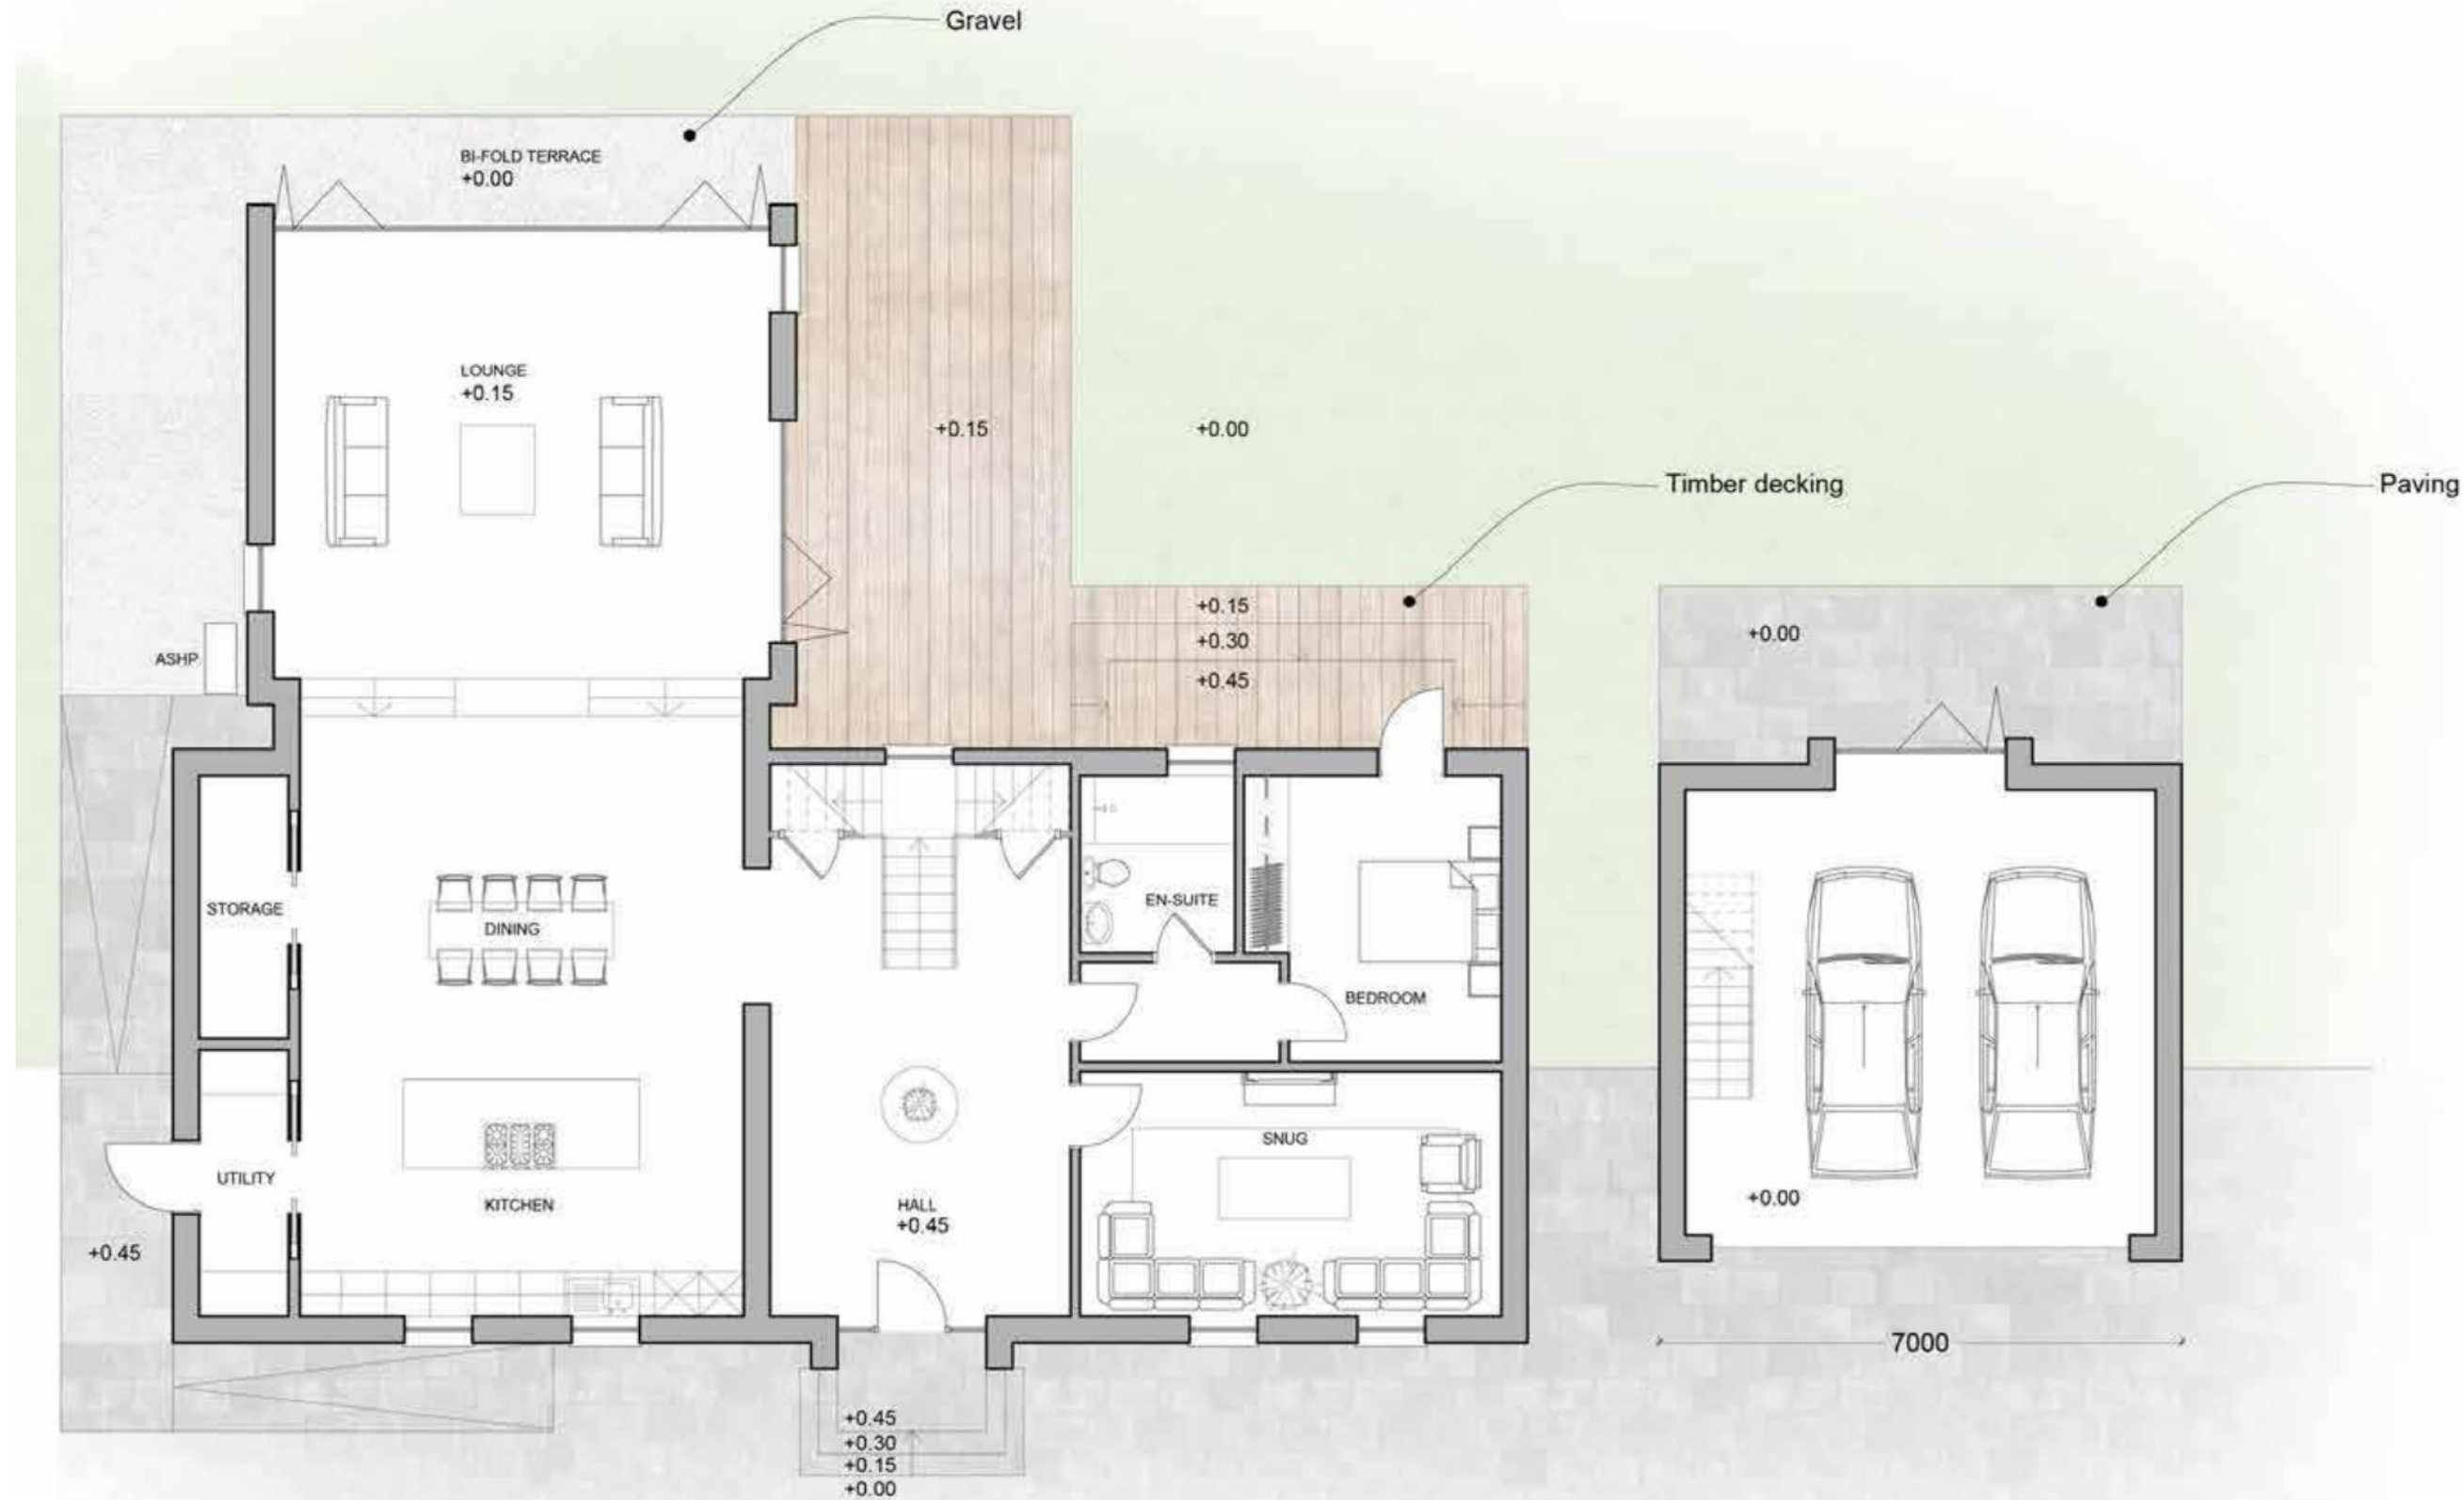 Gravel
BI-FOLD TERRACE
+0.00
LOUNGE
+0.15
+0.15
+0.00
Timber decking
Paving
+0.15
+0.30
+0.45
+0.00
ASHP
STORAGE
DINING
EN-SUITE
BEDROOM
SNUG
UTILITY
KITCHEN
HALL
+0.45
+0.00
+0.45
7000
+0.45
+0.30
+0.15
+0.00